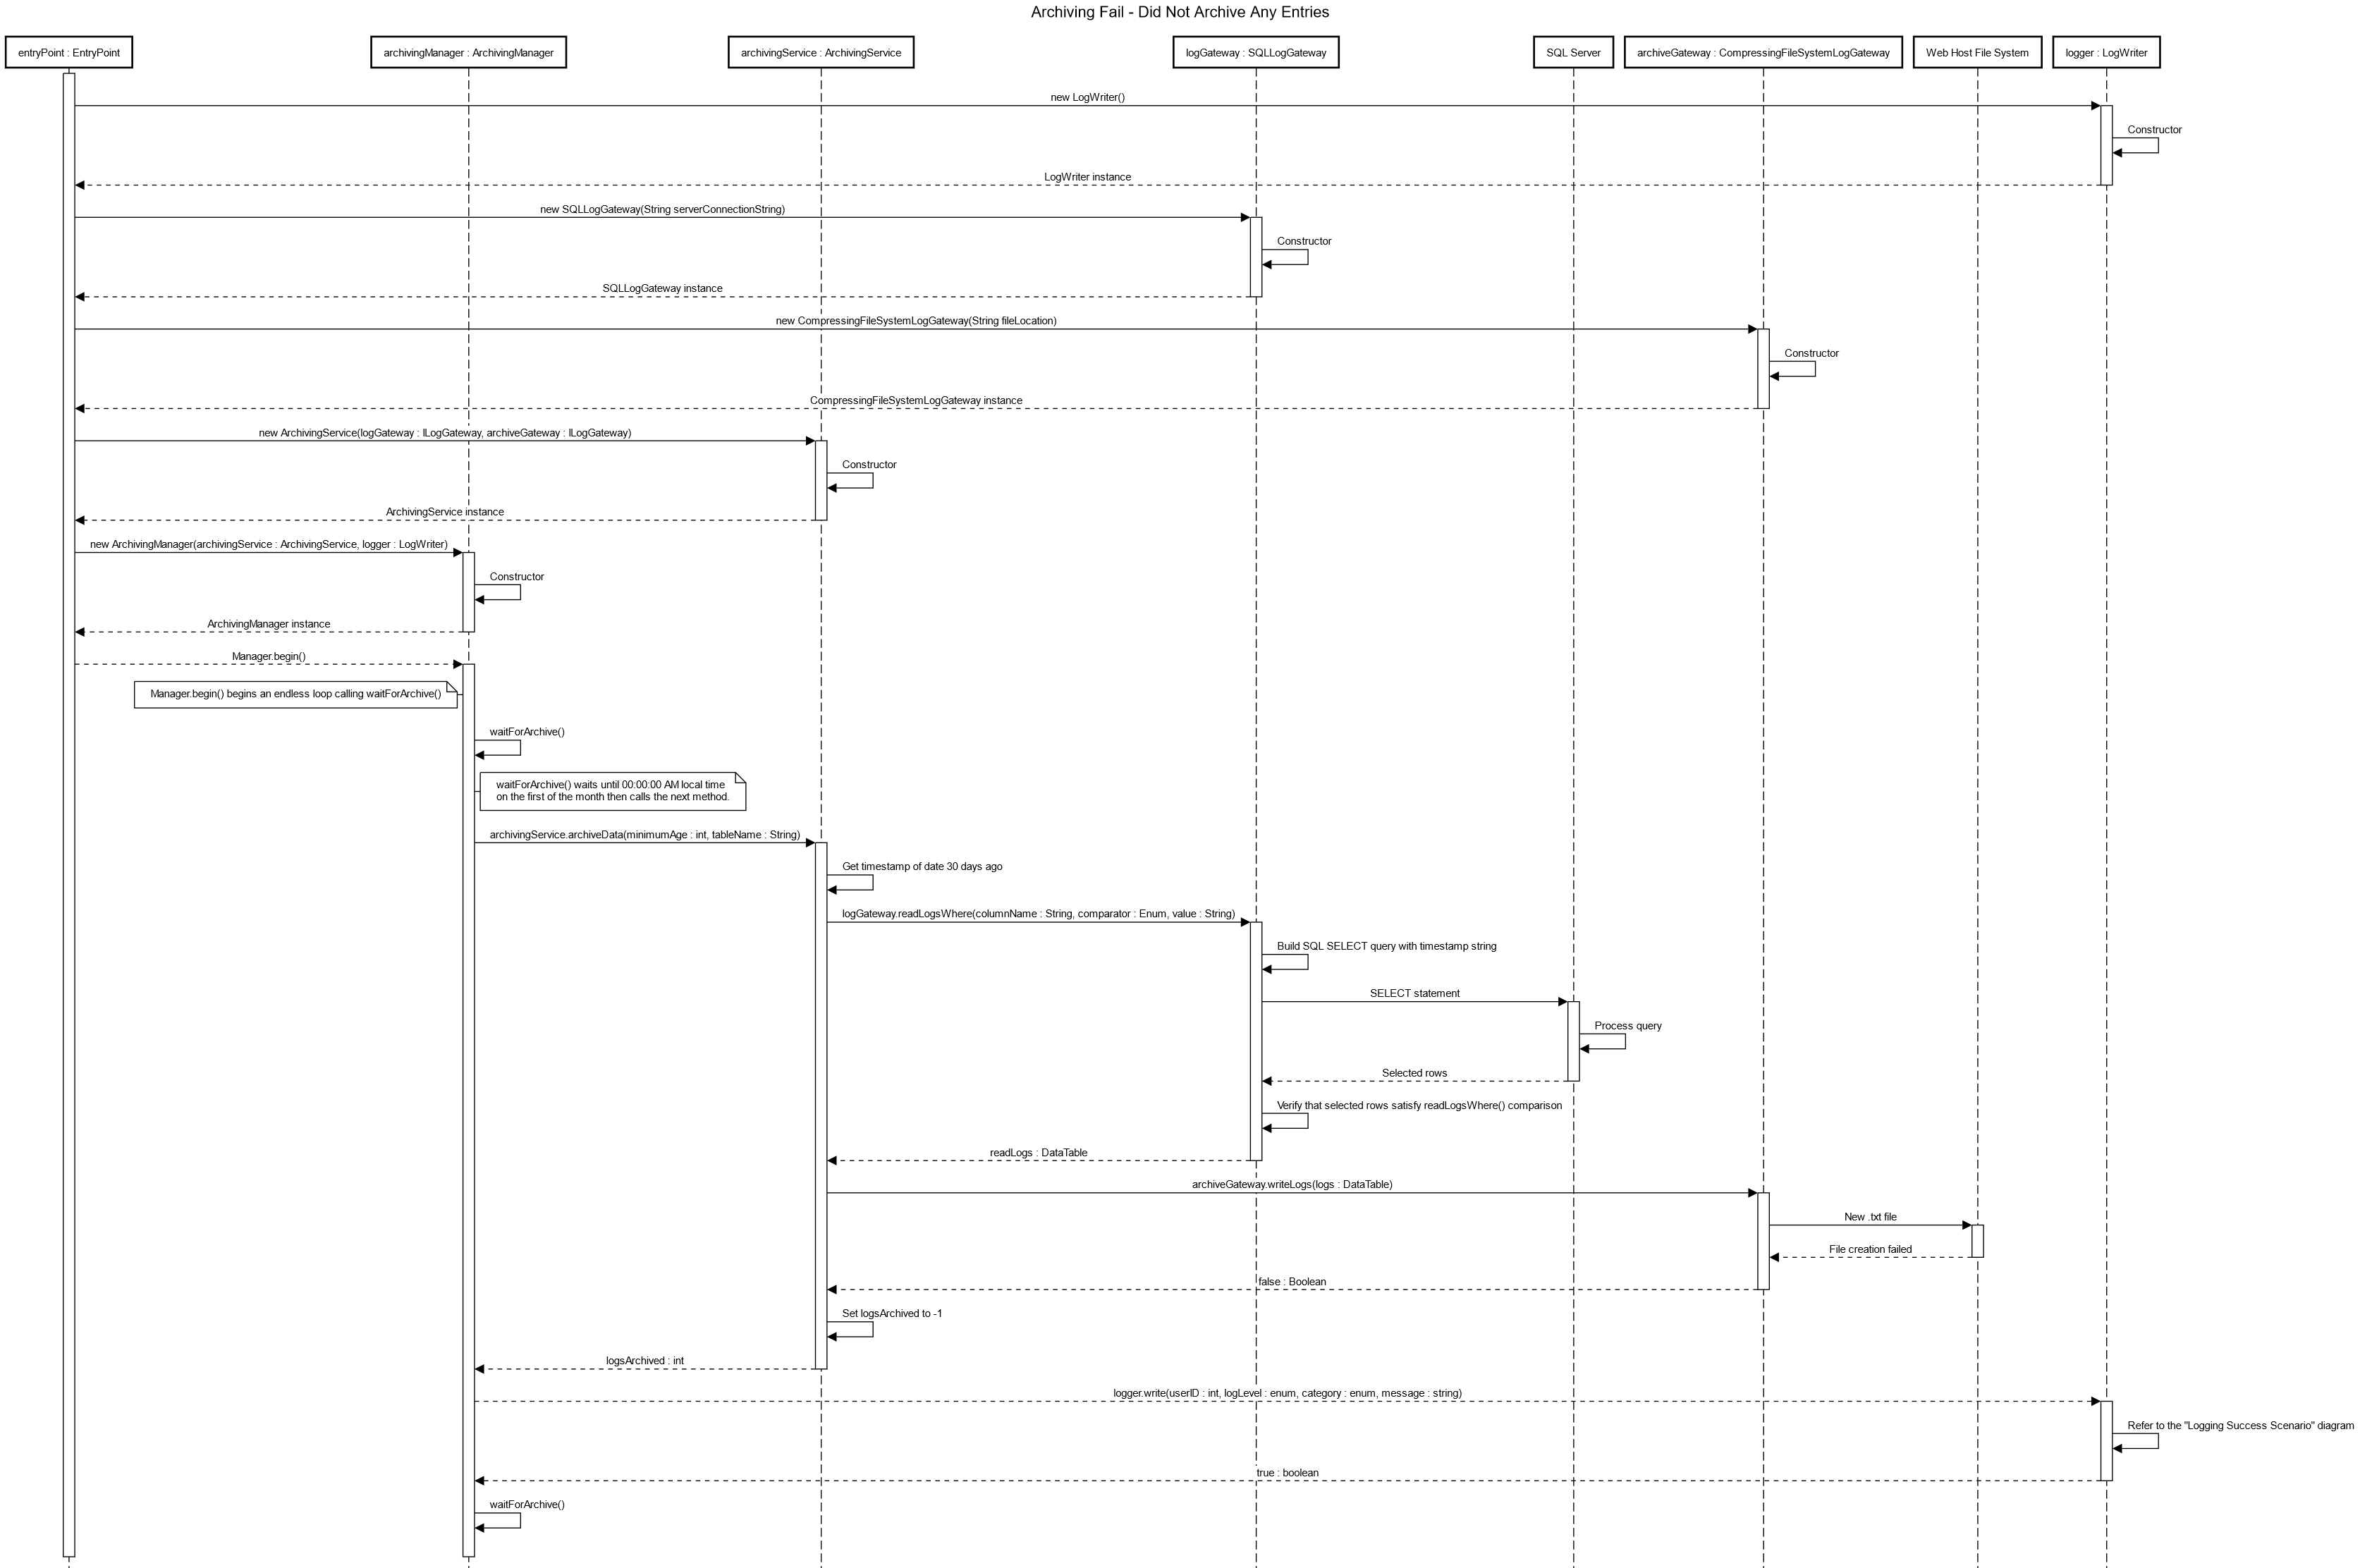 Archiving Fail - Did Not Archive Any Entries
entryPoint : EntryPoint
archivingManager : ArchivingManager
archivingService : ArchivingService
logGateway : SQLLogGateway
SQL Server
archiveGateway : CompressingFileSystemLogGateway
Web Host File System
logger : LogWriter
new LogWriter()
Constructor
LogWriter instance
new SQLLogGateway(String serverConnectionString)
Constructor
SQLLogGateway instance
new CompressingFileSystemLogGateway(String fileLocation)
Constructor
CompressingFileSystemLogGateway instance
new ArchivingService(logGateway : ILogGateway, archiveGateway : ILogGateway)
Constructor
ArchivingService instance
new ArchivingManager(archivingService : ArchivingService, logger : LogWriter)
Constructor
ArchivingManager instance
Manager.begin()
Manager.begin() begins an endless loop calling waitForArchive()
waitForArchive()
waitForArchive() waits until 00:00:00 AM local time
on the first of the month then calls the next method.
archivingService.archiveData(minimumAge : int, tableName : String)
Get timestamp of date 30 days ago
logGateway.readLogsWhere(columnName : String, comparator : Enum, value : String)
Build SQL SELECT query with timestamp string
SELECT statement
Process query
Selected rows
Verify that selected rows satisfy readLogsWhere() comparison
readLogs : DataTable
archiveGateway.writeLogs(logs : DataTable)
New .txt file
File creation failed
false : Boolean
Set logsArchived to -1
logsArchived : int
logger.write(userID : int, logLevel : enum, category : enum, message : string)
Refer to the "Logging Success Scenario" diagram
true : boolean
waitForArchive()